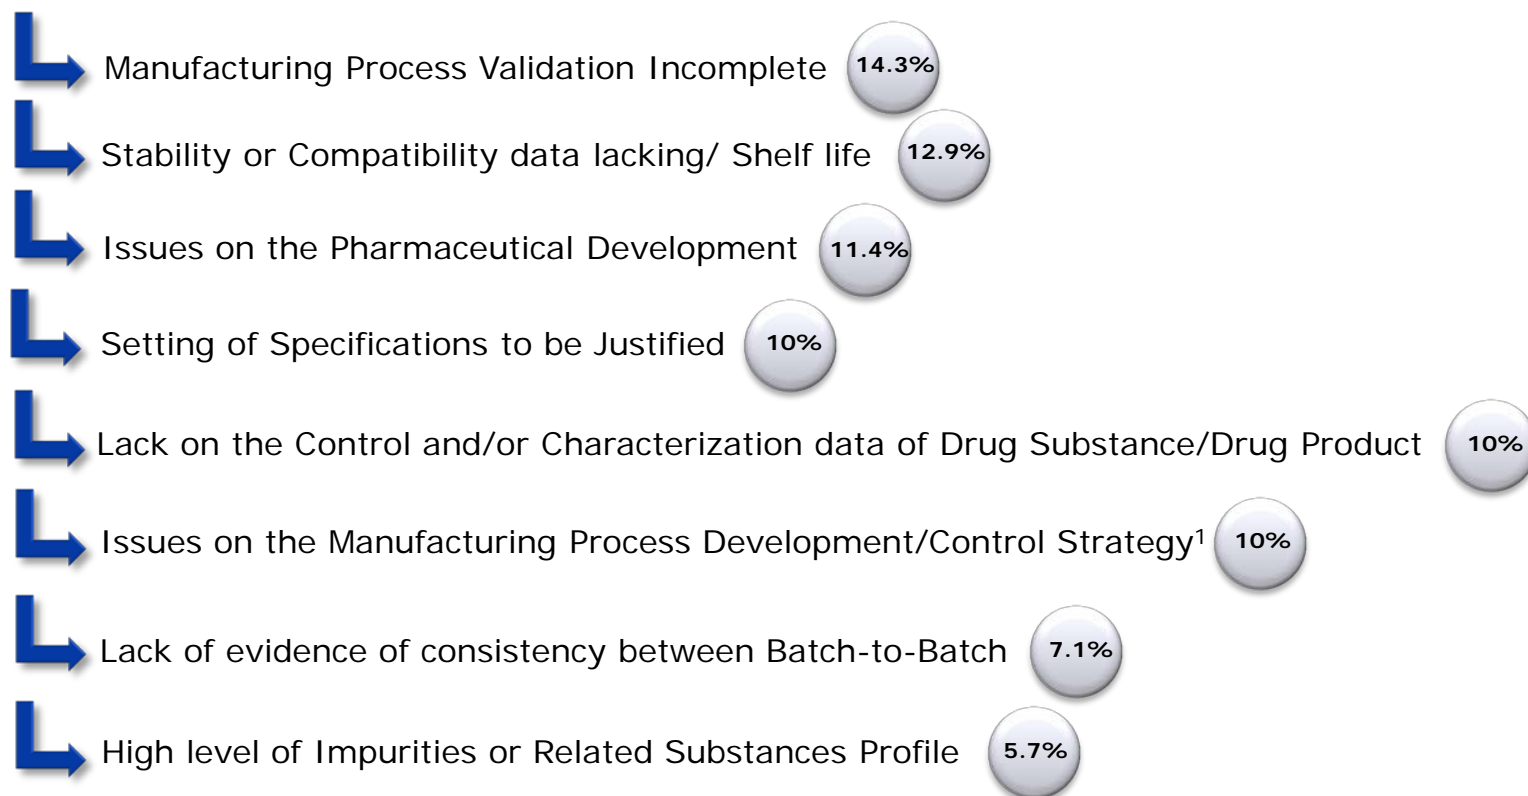 Manufacturing Process Validation Incomplete 14.3%
Stability or Compatibility data lacking/ Shelf life 12.9%
Issues on the Pharmaceutical Development 11.4%
Setting of Specifications to be Justified 10%
Lack on the Control and/or Characterization data of Drug Substance/Drug Product 10%
Issues on the Manufacturing Process Development/Control Strategy¹ 10%
Lack of evidence of consistency between Batch-to-Batch 7.1%
High level of Impurities or Related Substances Profile 5.7%